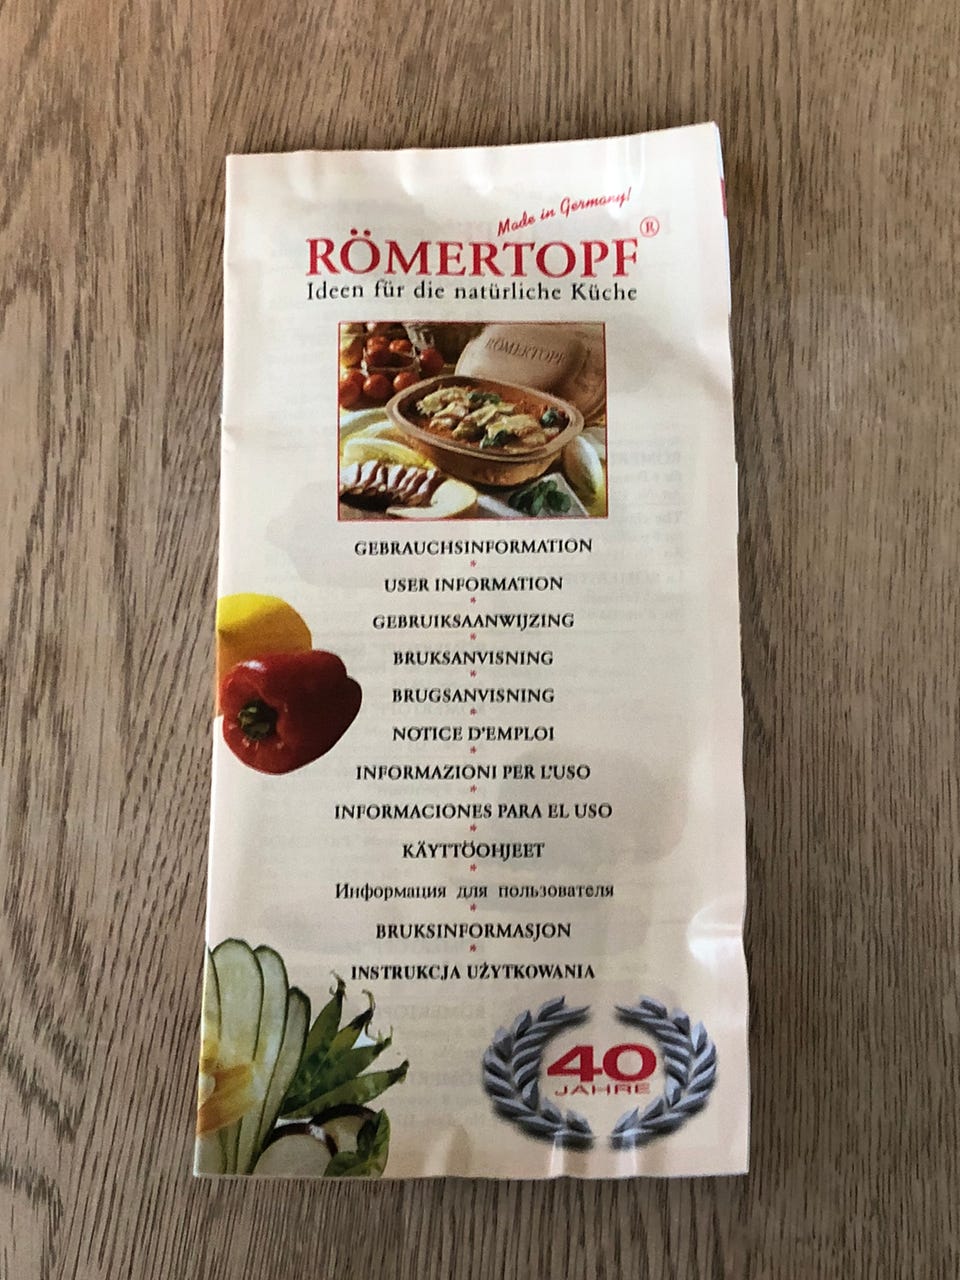 Made in Germany!
RÖMERTOPF®
Ideen für die natürliche Küche
RÖMERTOPF
GEBRAUCHSINFORMATION
*
USER INFORMATION
*
GEBRUIKSAANWIJZING
*
BRUKSANVISNING
*
BRUGSANVISNING
*
NOTICE D'EMPLOI
*
INFORMAZIONI PER L'USO
*
INFORMACIONES PARA EL USO
*
KÄYTTÖOHJEET
*
Информация для пользователя
*
BRUKSINFORMASJON
*
INSTRUKCJA UŻYTKOWANIA
40
JAHRE